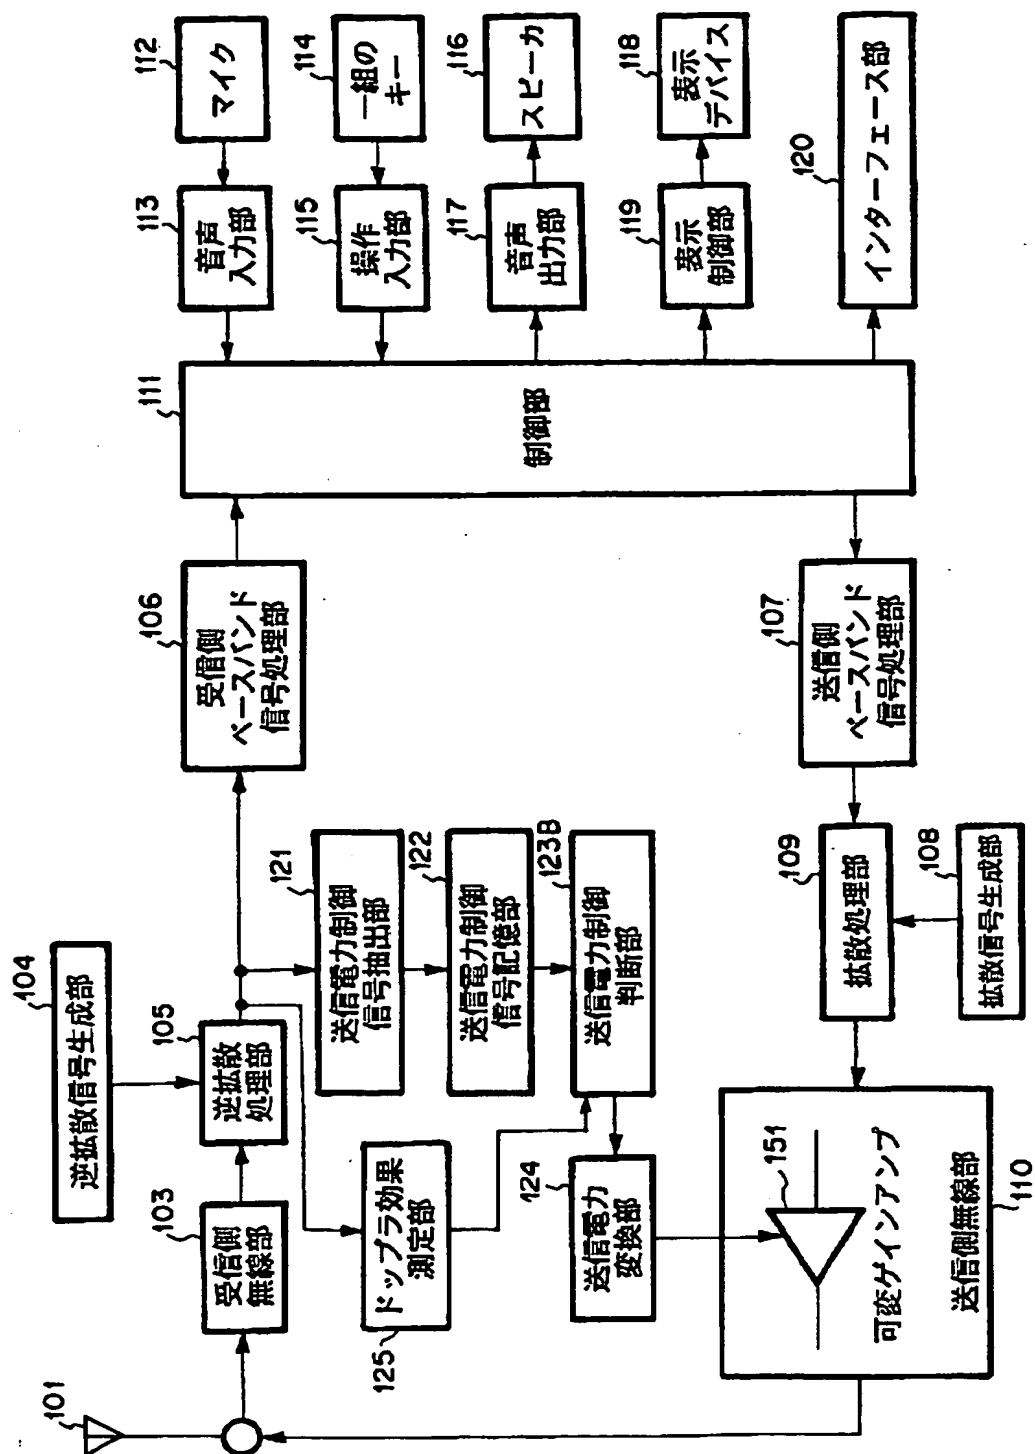 101
103
受信側
無線部
104
逆拡散信号生成部
105
逆拡散
処理部
106
受信側
ベースバンド
信号処理部
111
制御部
112
マイク
113
音声
入力部
114
一組の
キー
115
操作
入力部
116
スピーカ
117
音声
出力部
118
表示
デバイス
119
表示
制御部
120
インターフェース部
121
送信電力制御
信号抽出部
122
送信電力制御
信号記憶部
123B
送信電力制御
判断部
125
ドップラ効果
測定部
124
送信電力
変換部
107
送信側
ベースバンド
信号処理部
109
拡散処理部
108
拡散信号生成部
151
可変ゲインアンプ
送信側無線部
110